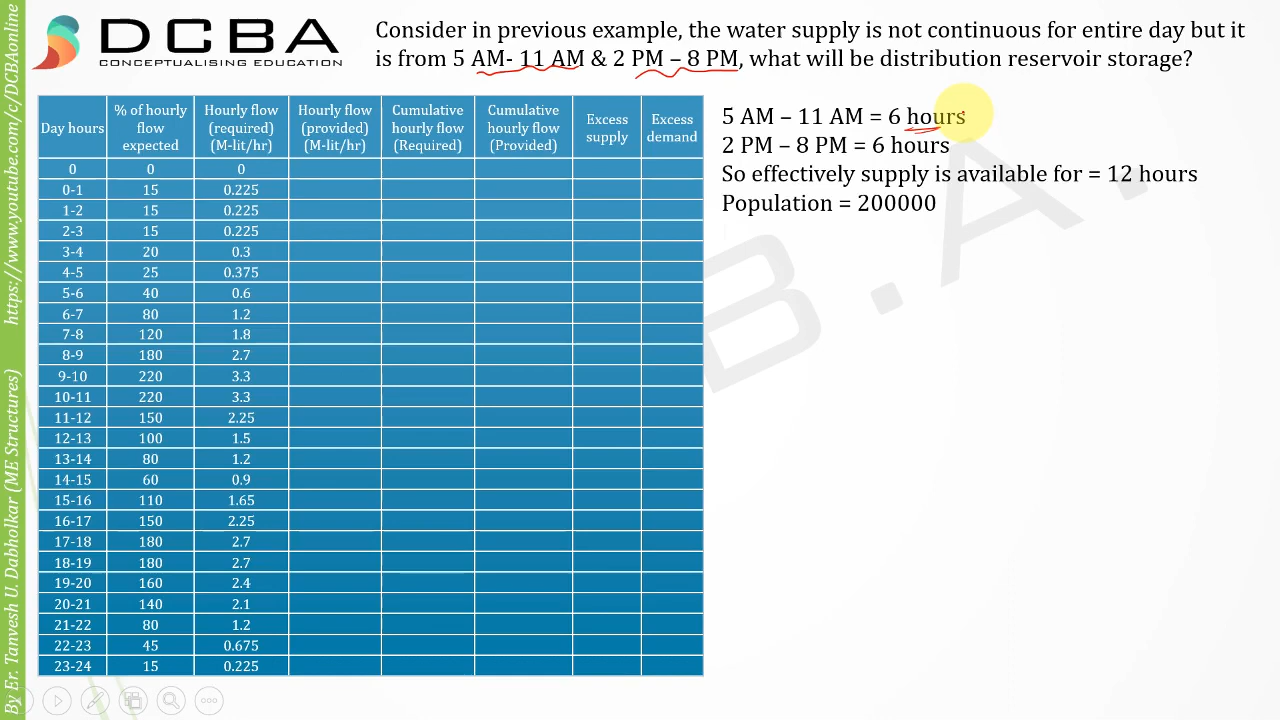 DCBA
CONCEPTUALISING EDUCATION
Consider in previous example, the water supply is not continuous for entire day but it
is from 5 AM- 11 AM & 2 PM – 8 PM, what will be distribution reservoir storage?
Day hours | % of hourly flow expected | Hourly flow (required) (M-lit/hr) | Hourly flow (provided) (M-lit/hr) | Cumulative hourly flow (Required) | Cumulative hourly flow (Provided) | Excess supply | Excess demand
0 | 0 | 0
0-1 | 15 | 0.225
1-2 | 15 | 0.225
2-3 | 15 | 0.225
3-4 | 20 | 0.3
4-5 | 25 | 0.375
5-6 | 40 | 0.6
6-7 | 80 | 1.2
7-8 | 120 | 1.8
8-9 | 180 | 2.7
9-10 | 220 | 3.3
10-11 | 220 | 3.3
11-12 | 150 | 2.25
12-13 | 100 | 1.5
13-14 | 80 | 1.2
14-15 | 60 | 0.9
15-16 | 110 | 1.65
16-17 | 150 | 2.25
17-18 | 180 | 2.7
18-19 | 180 | 2.7
19-20 | 160 | 2.4
20-21 | 140 | 2.1
21-22 | 80 | 1.2
22-23 | 45 | 0.675
23-24 | 15 | 0.225
5 AM – 11 AM = 6 hours
2 PM – 8 PM = 6 hours
So effectively supply is available for = 12 hours
Population = 200000
B.A.
By Er. Tanvesh U. Dabholkar (ME Structures) https://www.youtube.com/c/DCBAonline